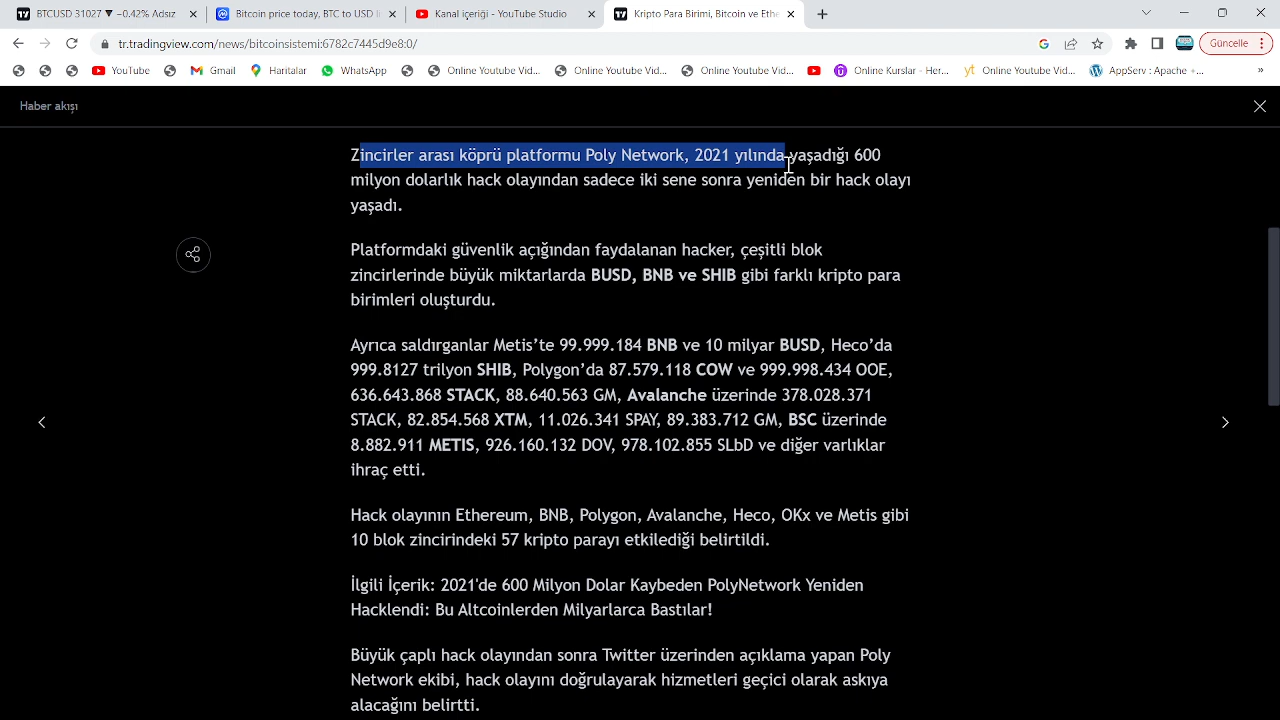 BTCUSD 31027 ▼ −0.42% Adsız
Bitcoin price today, BTC to USD li
Kanal içeriği - YouTube Studio
Kripto Para Birimi, Bitcoin ve Ethe
tr.tradingview.com/news/bitcoinsistemi:6782c7445d9e8:0/
Güncelle
YouTube
Gmail
Haritalar
WhatsApp
Online Youtube Vid...
Online Youtube Vid...
Online Youtube Vid...
Online Kurslar - Her...
Online Youtube Vid...
AppServ : Apache +...
Haber akışı
Zincirler arası köprü platformu Poly Network, 2021 yılında yaşadığı 600
milyon dolarlık hack olayından sadece iki sene sonra yeniden bir hack olayı
yaşadı.
Platformdaki güvenlik açığından faydalanan hacker, çeşitli blok
zincirlerinde büyük miktarlarda BUSD, BNB ve SHIB gibi farklı kripto para
birimleri oluşturdu.
Ayrıca saldırganlar Metis’te 99.999.184 BNB ve 10 milyar BUSD, Heco’da
999.8127 trilyon SHIB, Polygon’da 87.579.118 COW ve 999.998.434 OOE,
636.643.868 STACK, 88.640.563 GM, Avalanche üzerinde 378.028.371
STACK, 82.854.568 XTM, 11.026.341 SPAY, 89.383.712 GM, BSC üzerinde
8.882.911 METIS, 926.160.132 DOV, 978.102.855 SLbD ve diğer varlıklar
ihraç etti.
Hack olayının Ethereum, BNB, Polygon, Avalanche, Heco, OKx ve Metis gibi
10 blok zincirindeki 57 kripto parayı etkilediği belirtildi.
İlgili İçerik: 2021'de 600 Milyon Dolar Kaybeden PolyNetwork Yeniden
Hacklendi: Bu Altcoinlerden Milyarlarca Bastılar!
Büyük çaplı hack olayından sonra Twitter üzerinden açıklama yapan Poly
Network ekibi, hack olayını doğrulayarak hizmetleri geçici olarak askıya
alacağını belirtti.